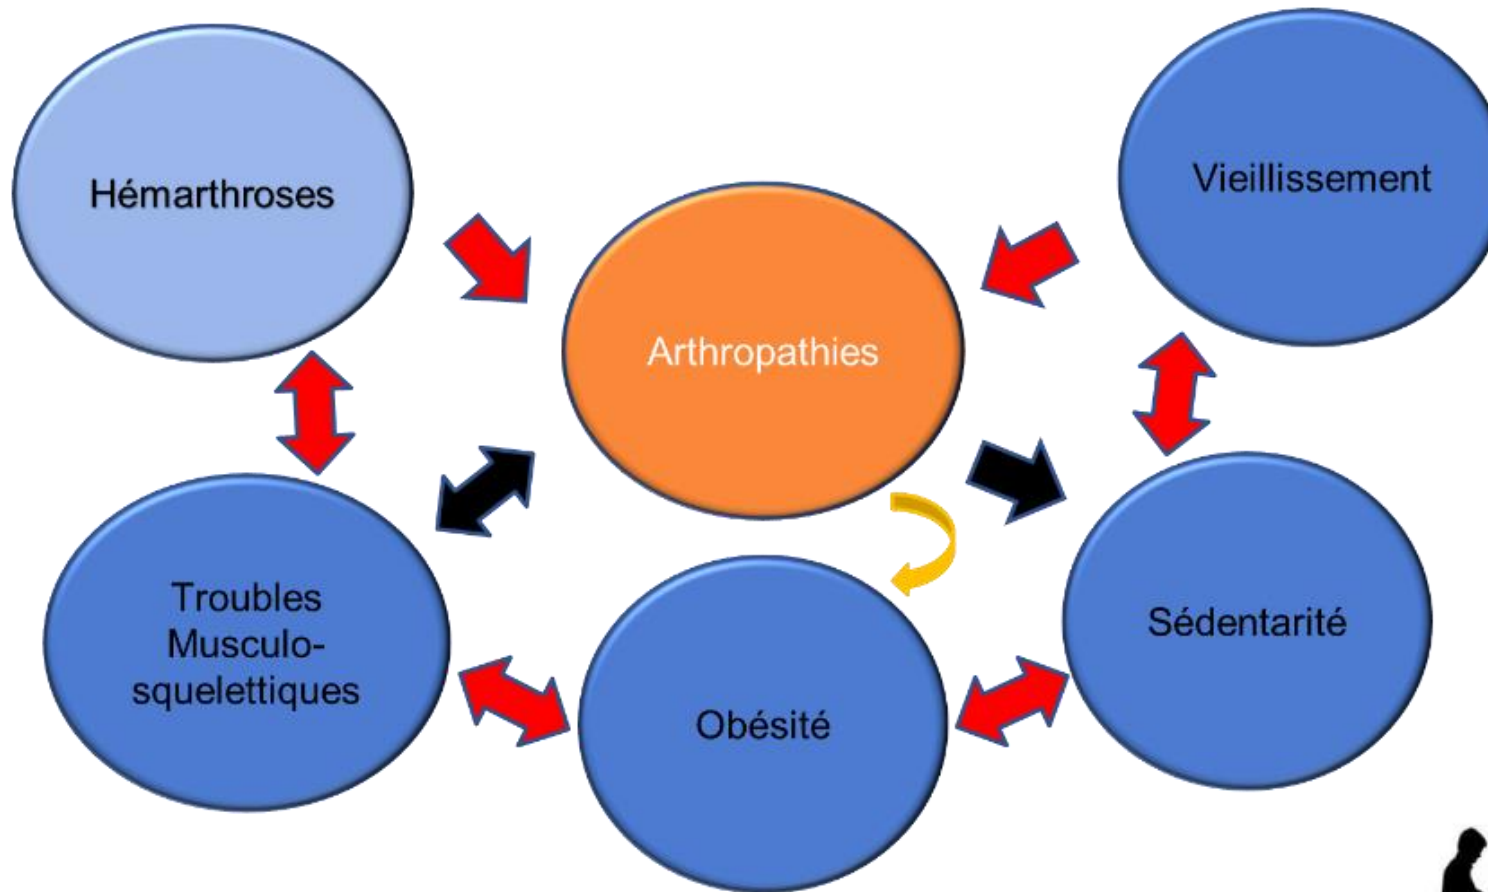 Hémarthroses
Vieillissement
Arthropathies
Troubles
Musculo-
squelettiques
Obésité
Sédentarité